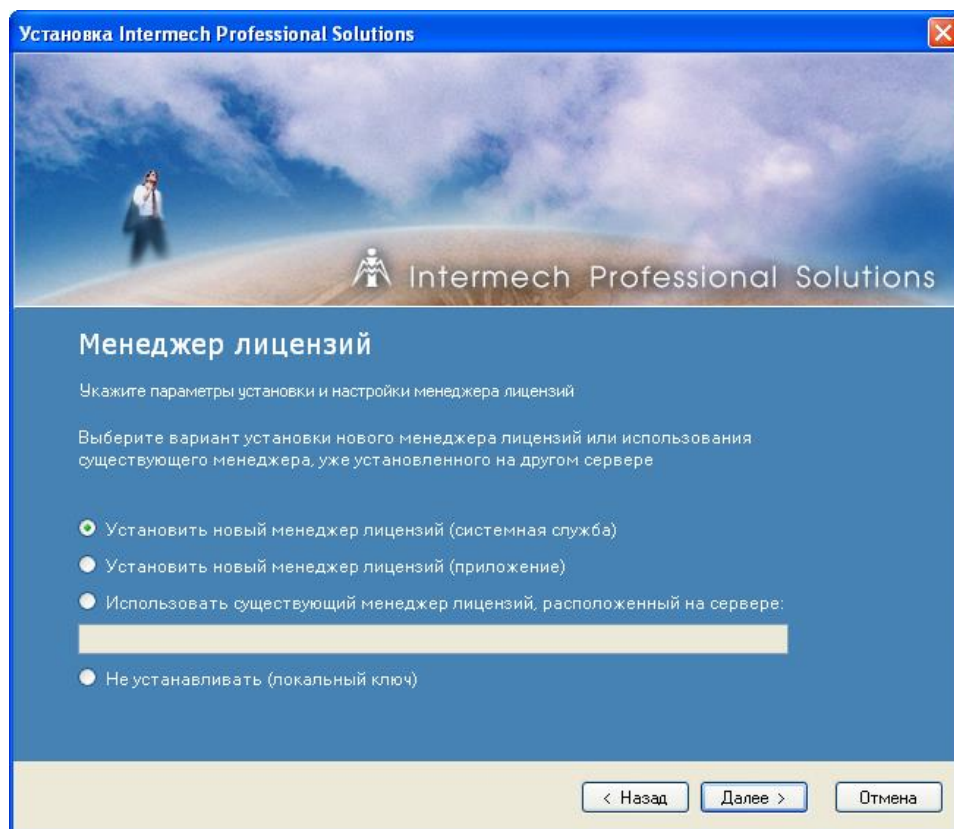 Установка Intermech Professional Solutions
Intermech Professional Solutions
Менеджер лицензий
Укажите параметры установки и настройки менеджера лицензий
Выберите вариант установки нового менеджера лицензий или использования
существующего менеджера, уже установленного на другом сервере
Установить новый менеджер лицензий (системная служба)
Установить новый менеджер лицензий (приложение)
Использовать существующий менеджер лицензий, расположенный на сервере:
Не устанавливать (локальный ключ)
< Назад Далее > Отмена